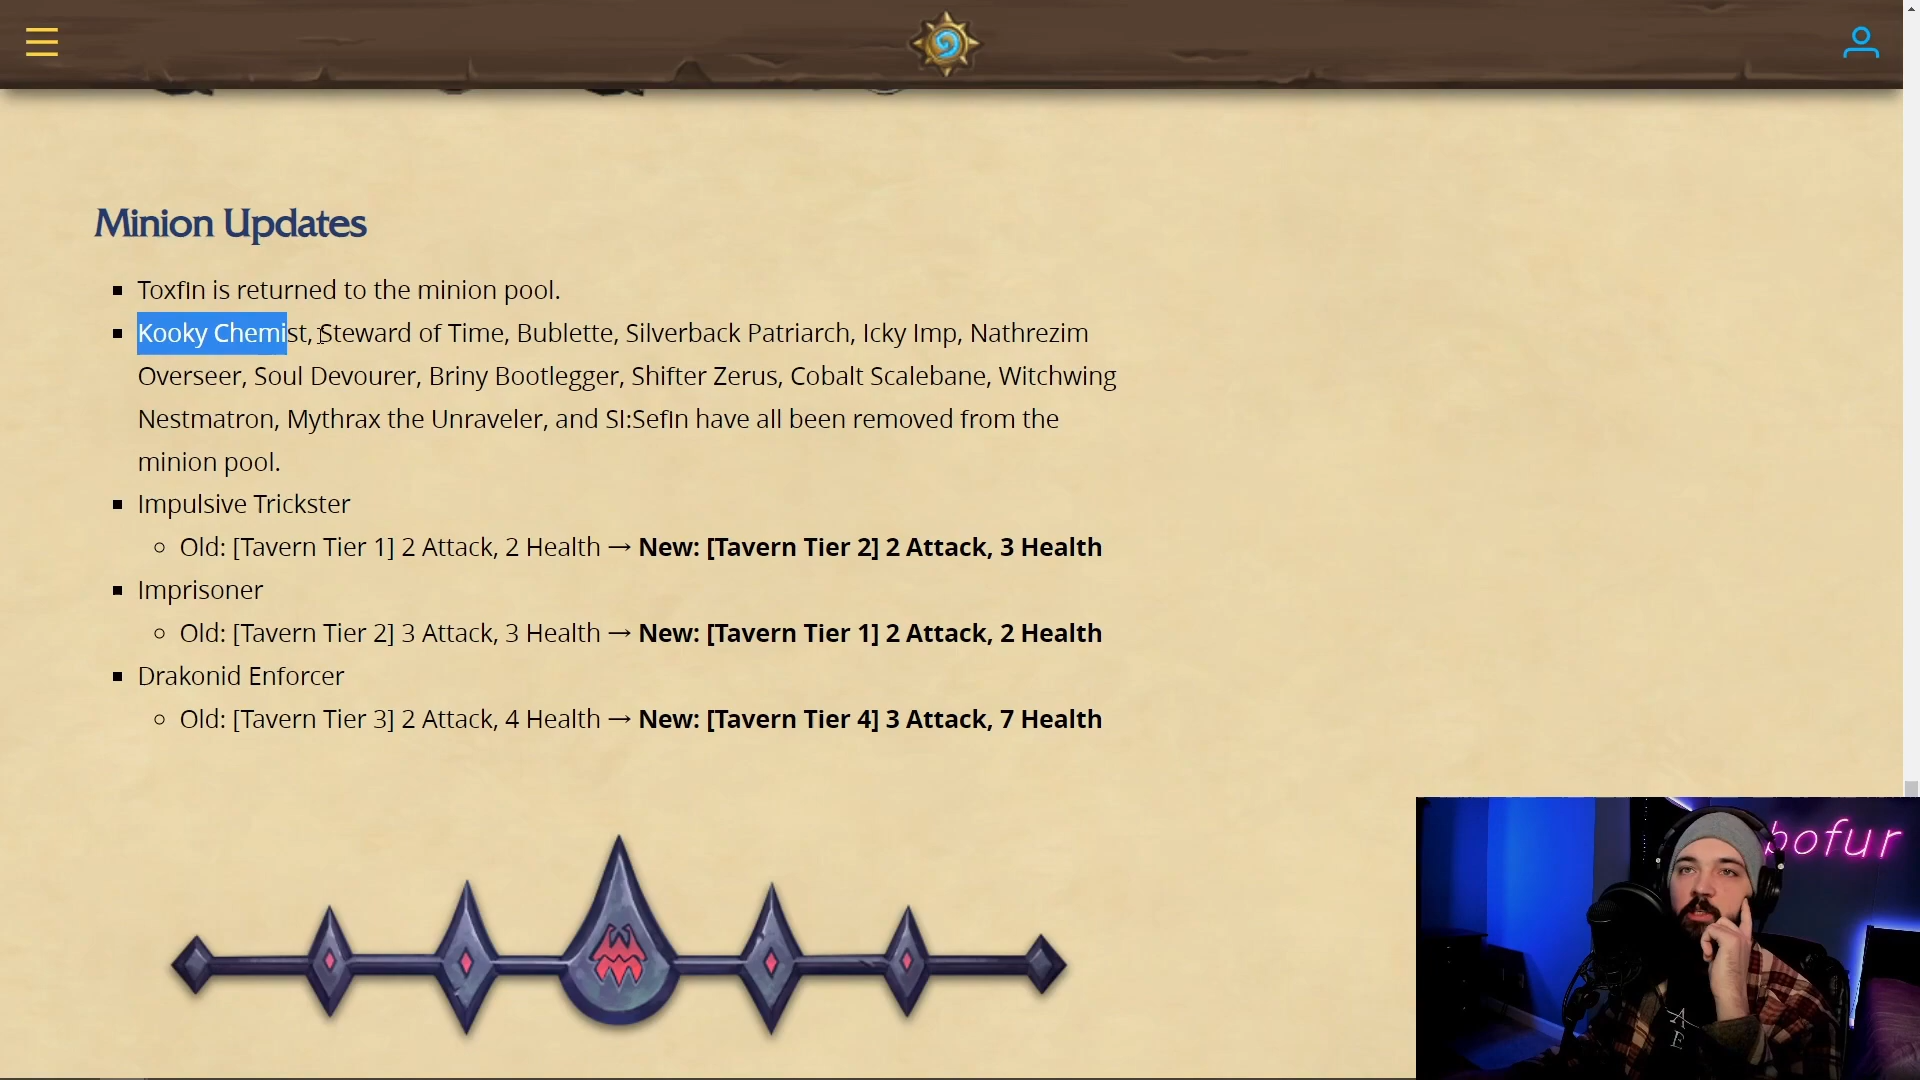 Minion Updates
Toxfin is returned to the minion pool.
Kooky Chemist, Steward of Time, Bublette, Silverback Patriarch, Icky Imp, Nathrezim
Overseer, Soul Devourer, Briny Bootlegger, Shifter Zerus, Cobalt Scalebane, Witchwing
Nestmatron, Mythrax the Unraveler, and SI:Sefin have all been removed from the
minion pool.
Impulsive Trickster
Old: [Tavern Tier 1] 2 Attack, 2 Health → New: [Tavern Tier 2] 2 Attack, 3 Health
Imprisoner
Old: [Tavern Tier 2] 3 Attack, 3 Health → New: [Tavern Tier 1] 2 Attack, 2 Health
Drakonid Enforcer
Old: [Tavern Tier 3] 2 Attack, 4 Health → New: [Tavern Tier 4] 3 Attack, 7 Health
bofur
A
E